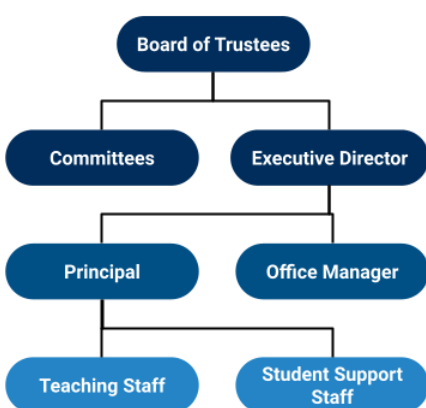 Board of Trustees
Committees
Executive Director
Principal
Office Manager
Teaching Staff
Student Support
Staff